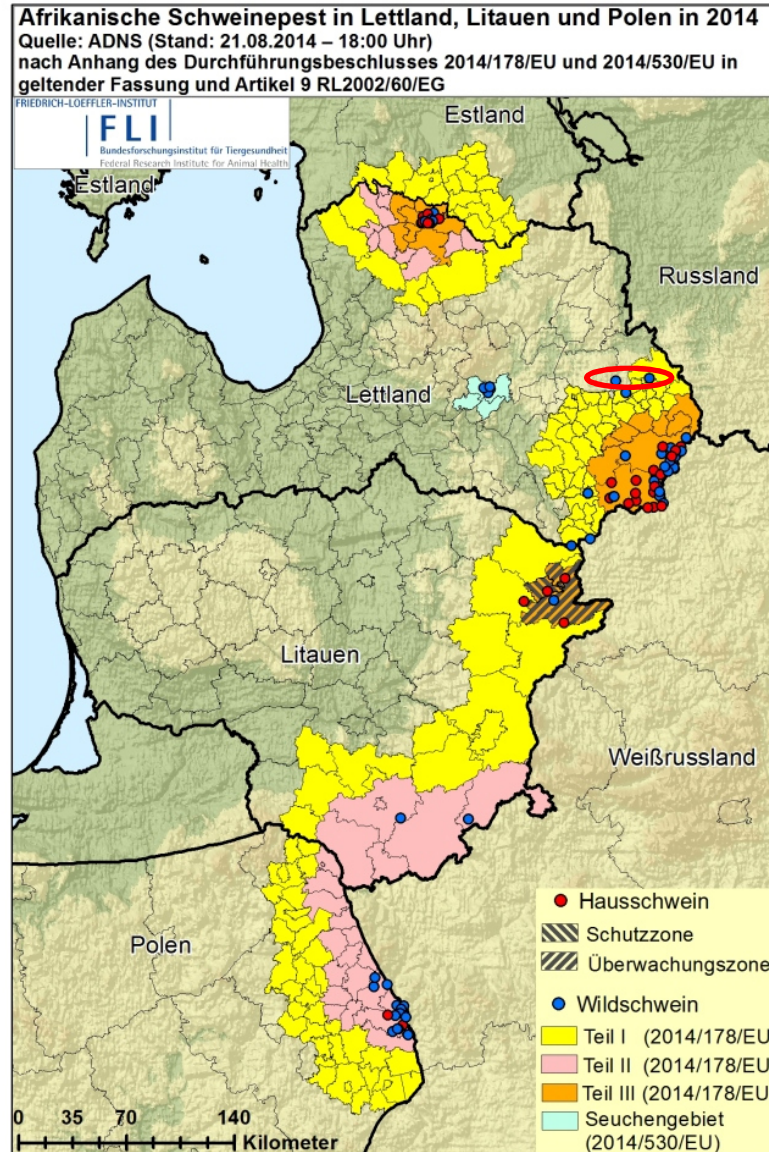 Afrikanische Schweinepest in Lettland, Litauen und Polen in 2014
Quelle: ADNS (Stand: 21.08.2014 – 18:00 Uhr)
nach Anhang des Durchführungsbeschlusses 2014/178/EU und 2014/530/EU in
geltender Fassung und Artikel 9 RL2002/60/EG
FRIEDRICH-LOEFFLER-INSTITUT
FLI
Bundesforschungsinstitut für Tiergesundheit
Federal Research Institute for Animal Health
Estland
Estland
Russland
Lettland
Litauen
Weißrussland
Polen
Hausschwein
Schutzzone
Überwachungszone
Wildschwein
Teil I (2014/178/EU
Teil II (2014/178/EU
Teil III (2014/178/EU
Seuchengebiet
(2014/530/EU)
0 35 70 140
Kilometer